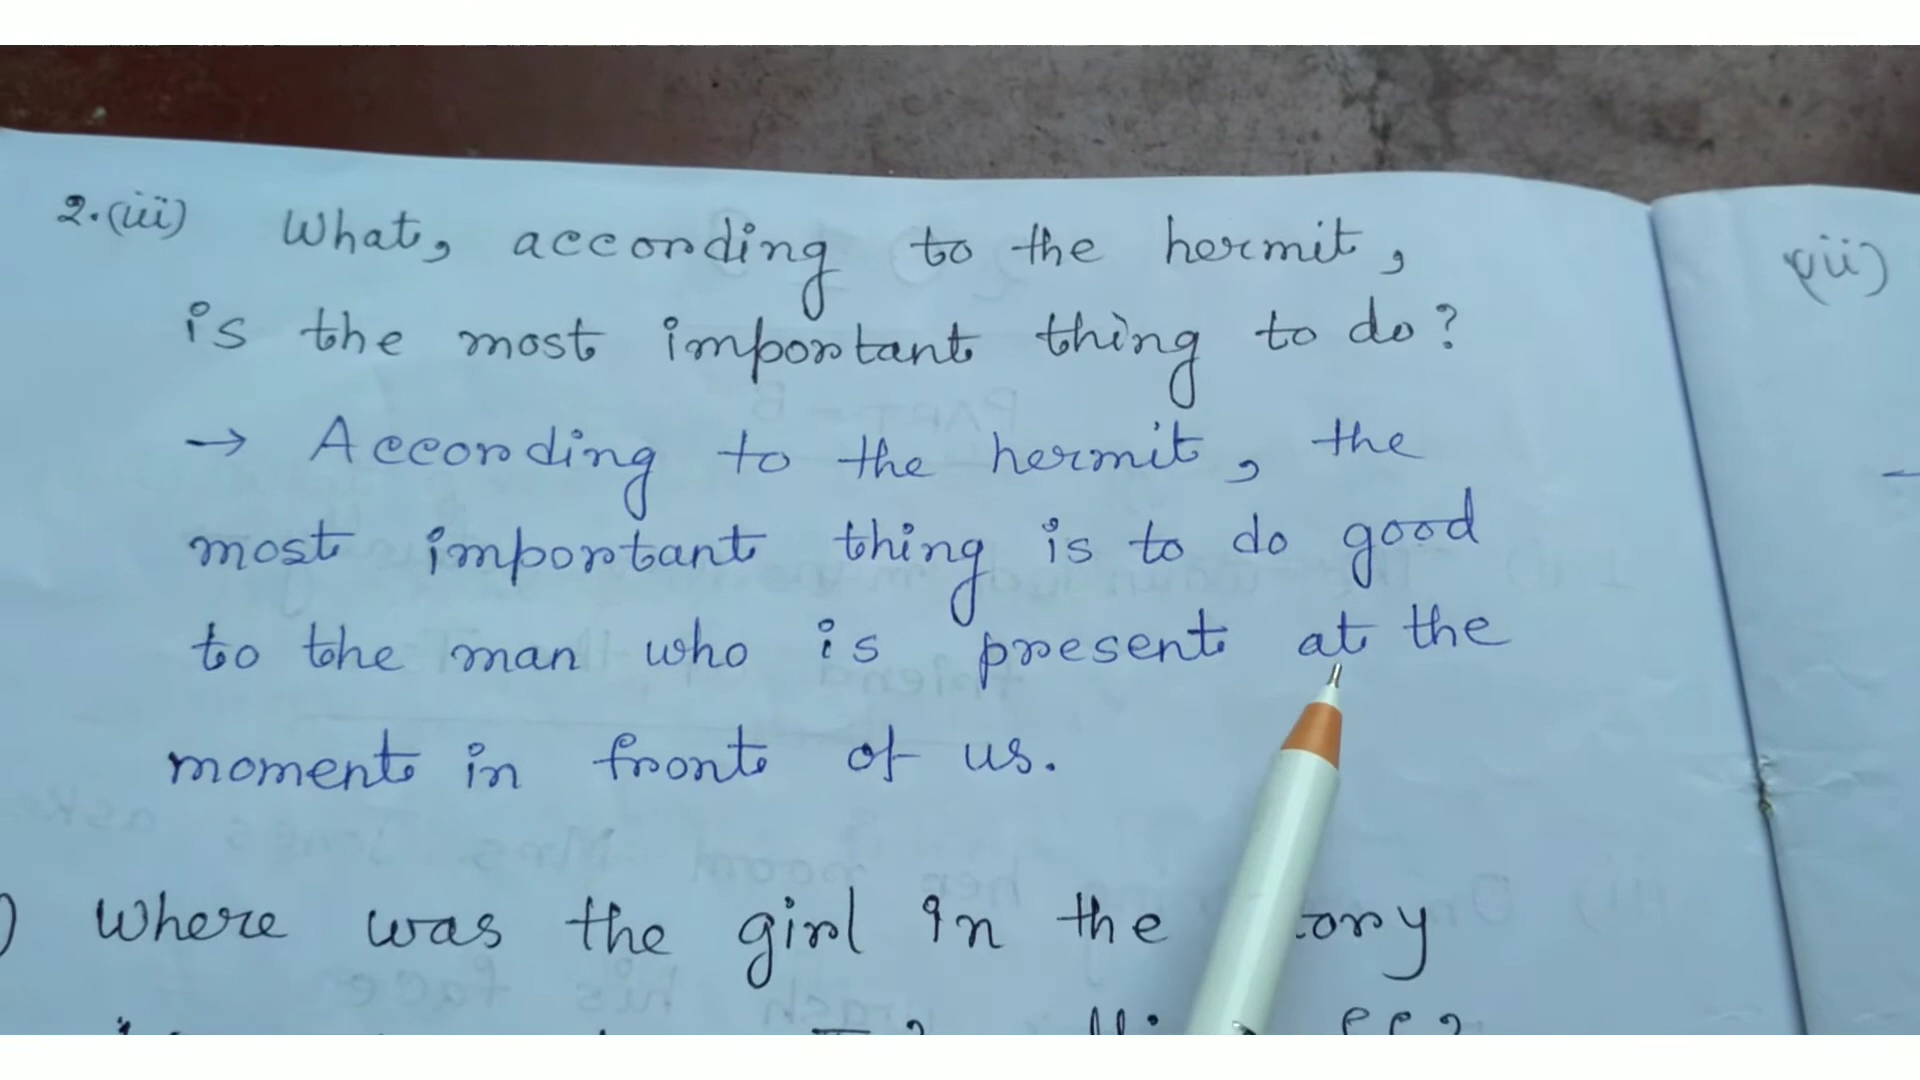 2.(iii) What, according to the hermit,
is the most important thing to do?
→ According to the hermit, the
most important thing is to do good
to the man who is present at the
moment in front of us.
) Where was the girl in the
vii)